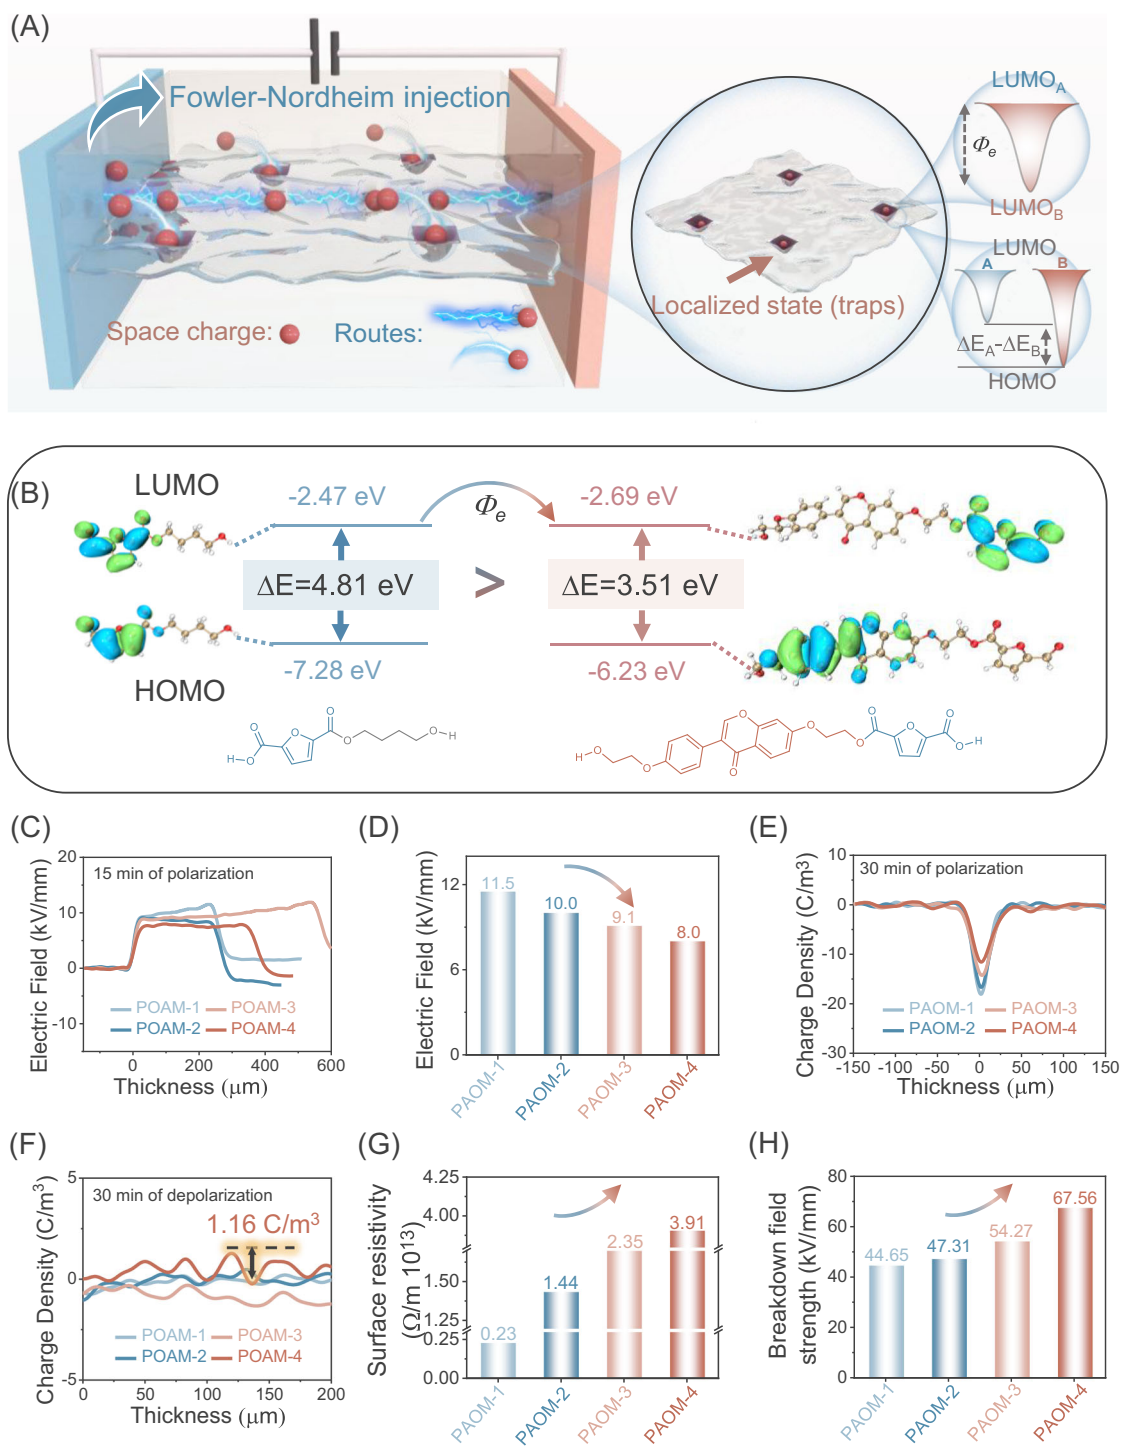 (A)
Fowler-Nordheim injection
Space charge:
Routes:
Localized state (traps)
LUMO_A
Φ_e
LUMO_B
LUMO
A B
ΔE_A-ΔE_B
HOMO
(B)
LUMO
-2.47 eV
Φ_e
-2.69 eV
ΔE=4.81 eV
>
ΔE=3.51 eV
-7.28 eV
-6.23 eV
HOMO
O O
O
H O O O H
O O
O O O O O
H O O O H
O
(C)
15 min of polarization
Electric Field (kV/mm)
20
10
0
-10
POAM-1 POAM-3
POAM-2 POAM-4
0 200 400 600
Thickness (μm)
(D)
Electric Field (kV/mm)
12
6
0
11.5
10.0
9.1
8.0
PAOM-1
PAOM-2
PAOM-3
PAOM-4
(E)
30 min of polarization
Charge Density (C/m³)
10
0
-10
-20
-30
PAOM-1 PAOM-3
PAOM-2 PAOM-4
-150 -100 -50 0 50 100 150
Thickness (μm)
(F)
30 min of depolarization
1.16 C/m³
Charge Density (C/m³)
5
0
-5
POAM-1 POAM-3
POAM-2 POAM-4
0 50 100 150 200
Thickness (μm)
(G)
Surface resistivity
(Ω/m 10¹³)
4.25
4.00
1.50
1.25
0.25
0.00
0.23
1.44
2.35
3.91
PAOM-1
PAOM-2
PAOM-3
PAOM-4
(H)
Breakdown field
strength (kV/mm)
80
60
40
20
0
44.65
47.31
54.27
67.56
PAOM-1
PAOM-2
PAOM-3
PAOM-4